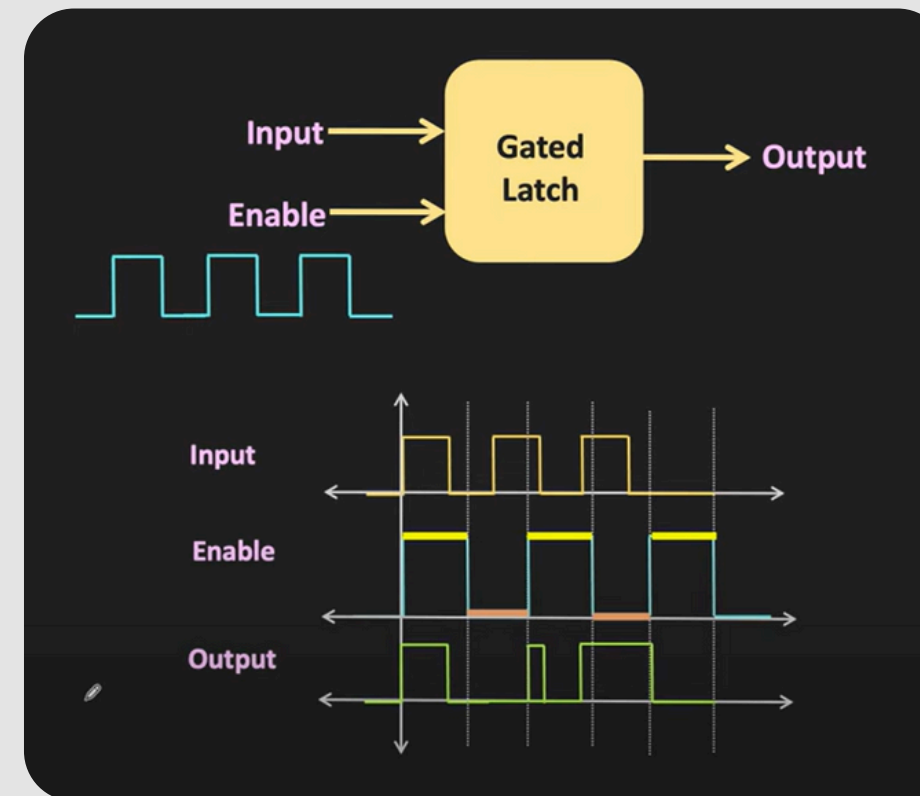 Input
Gated
Latch
Output
Enable
Input
Enable
Output